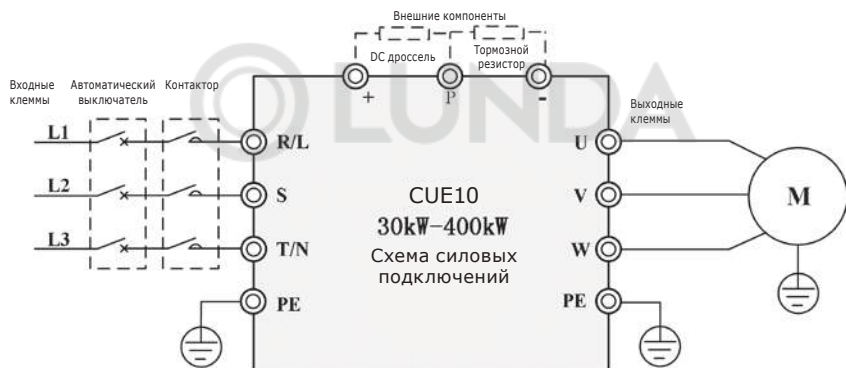 Внешние компоненты
DC дроссель
Тормозной
резистор
+
P
-
LUNDA
Входные
клеммы
Автоматический
выключатель
Контактор
Выходные
клеммы
L1
R/L
U
L2
S
V
L3
T/N
W
PE
PE
CUE10
30kW-400kW
Схема силовых
подключений
M